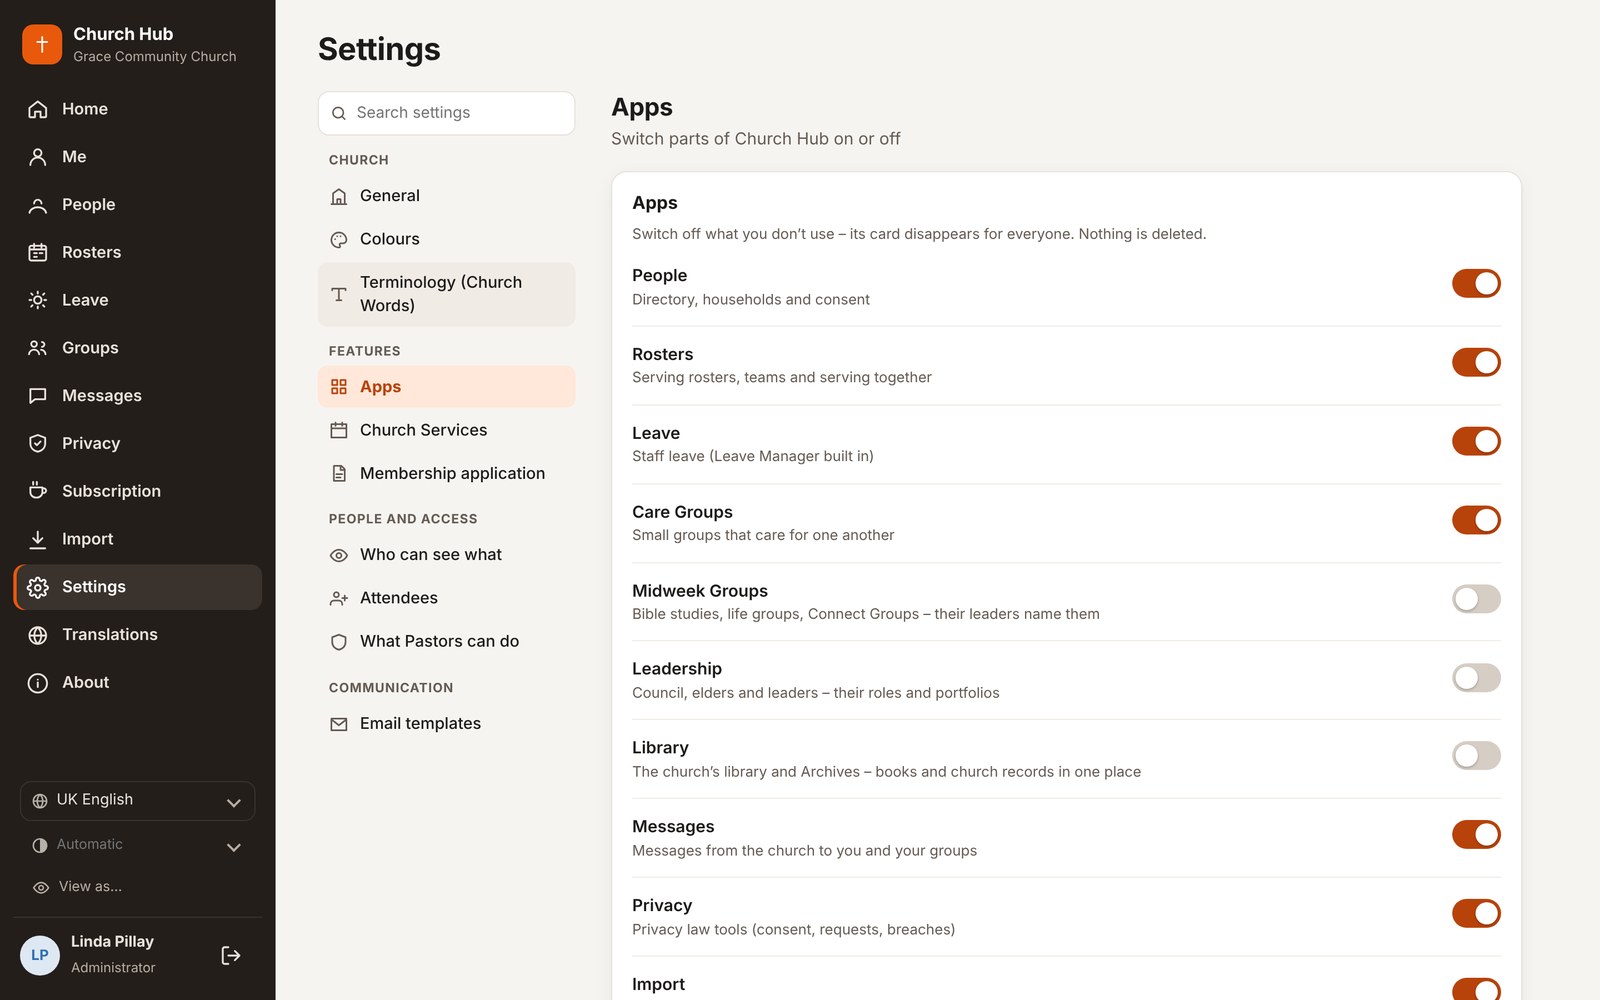 Church Hub
Grace Community Church
Home
Me
People
Rosters
Leave
Groups
Messages
Privacy
Subscription
Import
Settings
Translations
About
UK English
Automatic
View as...
LP
Linda Pillay
Administrator
Settings
Search settings
CHURCH
General
Colours
Terminology (Church
Words)
FEATURES
Apps
Church Services
Membership application
PEOPLE AND ACCESS
Who can see what
Attendees
What Pastors can do
COMMUNICATION
Email templates
Apps
Switch parts of Church Hub on or off
Apps
Switch off what you don’t use – its card disappears for everyone. Nothing is deleted.
People
Directory, households and consent
Rosters
Serving rosters, teams and serving together
Leave
Staff leave (Leave Manager built in)
Care Groups
Small groups that care for one another
Midweek Groups
Bible studies, life groups, Connect Groups – their leaders name them
Leadership
Council, elders and leaders – their roles and portfolios
Library
The church’s library and Archives – books and church records in one place
Messages
Messages from the church to you and your groups
Privacy
Privacy law tools (consent, requests, breaches)
Import